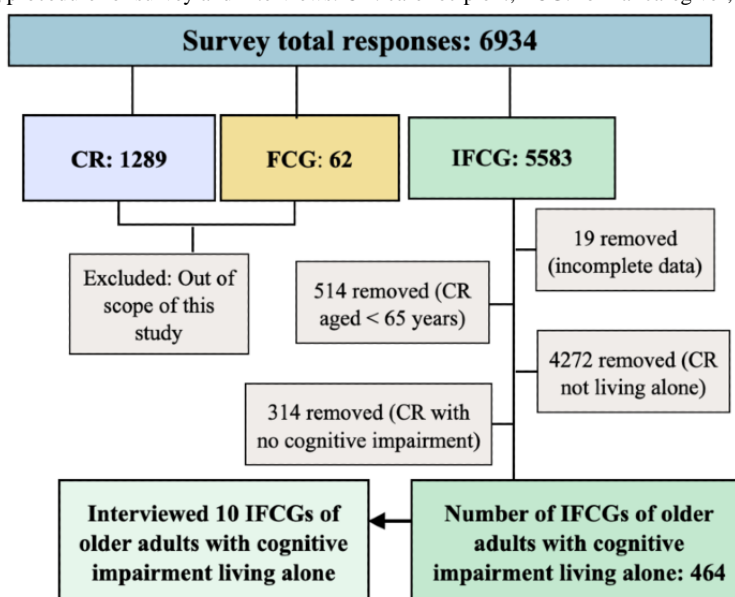 Survey total responses: 6934
CR: 1289
FCG: 62
IFCG: 5583
19 removed
(incomplete data)
Excluded: Out of
scope of this
study
514 removed (CR
aged < 65 years)
4272 removed (CR
not living alone)
314 removed (CR with
no cognitive impairment)
Interviewed 10 IFCGs of
older adults with cognitive
impairment living alone
Number of IFCGs of older
adults with cognitive
impairment living alone: 464